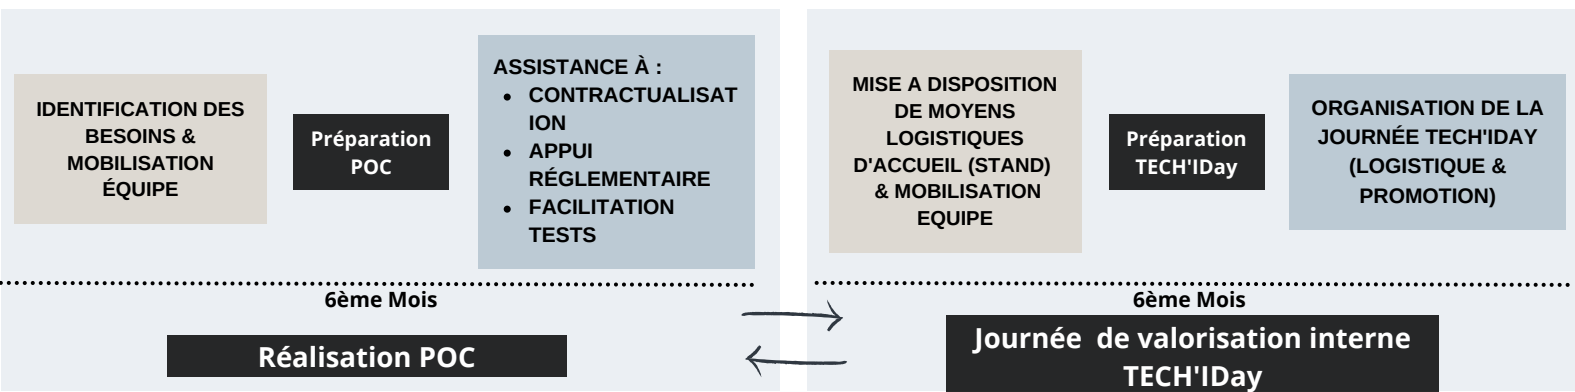 IDENTIFICATION DES
BESOINS &
MOBILISATION
ÉQUIPE
Préparation
POC
ASSISTANCE À :
• CONTRACTUALISAT
ION
• APPUI
RÉGLEMENTAIRE
• FACILITATION
TESTS
6ème Mois
Réalisation POC
MISE A DISPOSITION
DE MOYENS
LOGISTIQUES
D'ACCUEIL (STAND)
& MOBILISATION
EQUIPE
Préparation
TECH'IDay
ORGANISATION DE LA
JOURNÉE TECH'IDAY
(LOGISTIQUE &
PROMOTION)
6ème Mois
Journée de valorisation interne
TECH'IDay